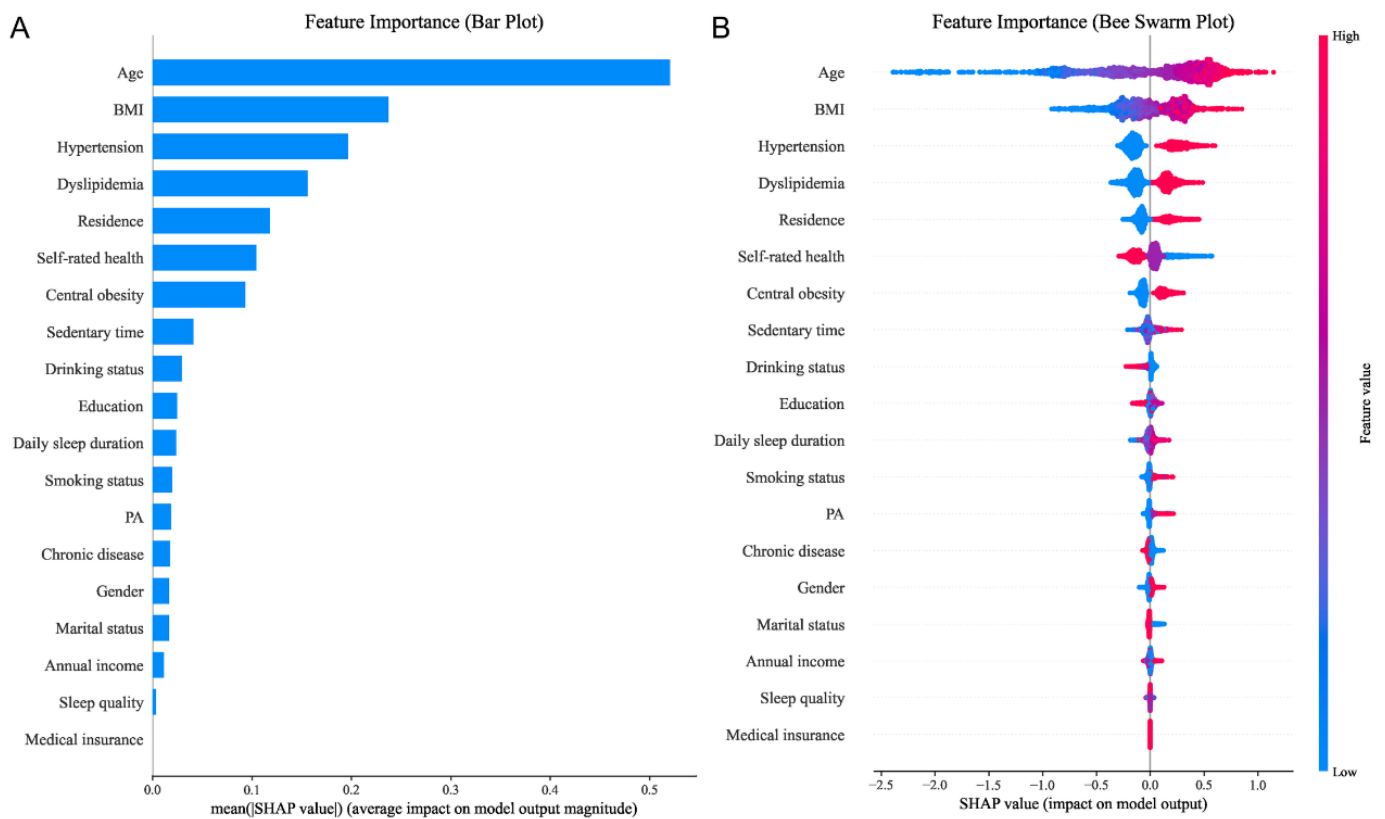 A
Feature Importance (Bar Plot)
Age
BMI
Hypertension
Dyslipidemia
Residence
Self-rated health
Central obesity
Sedentary time
Drinking status
Education
Daily sleep duration
Smoking status
PA
Chronic disease
Gender
Marital status
Annual income
Sleep quality
Medical insurance
0.0 0.1 0.2 0.3 0.4 0.5
mean(|SHAP value|) (average impact on model output magnitude)
B
Feature Importance (Bee Swarm Plot)
Age
BMI
Hypertension
Dyslipidemia
Residence
Self-rated health
Central obesity
Sedentary time
Drinking status
Education
Daily sleep duration
Smoking status
PA
Chronic disease
Gender
Marital status
Annual income
Sleep quality
Medical insurance
−2.5 −2.0 −1.5 −1.0 −0.5 0.0 0.5 1.0
SHAP value (impact on model output)
High
Feature value
Low